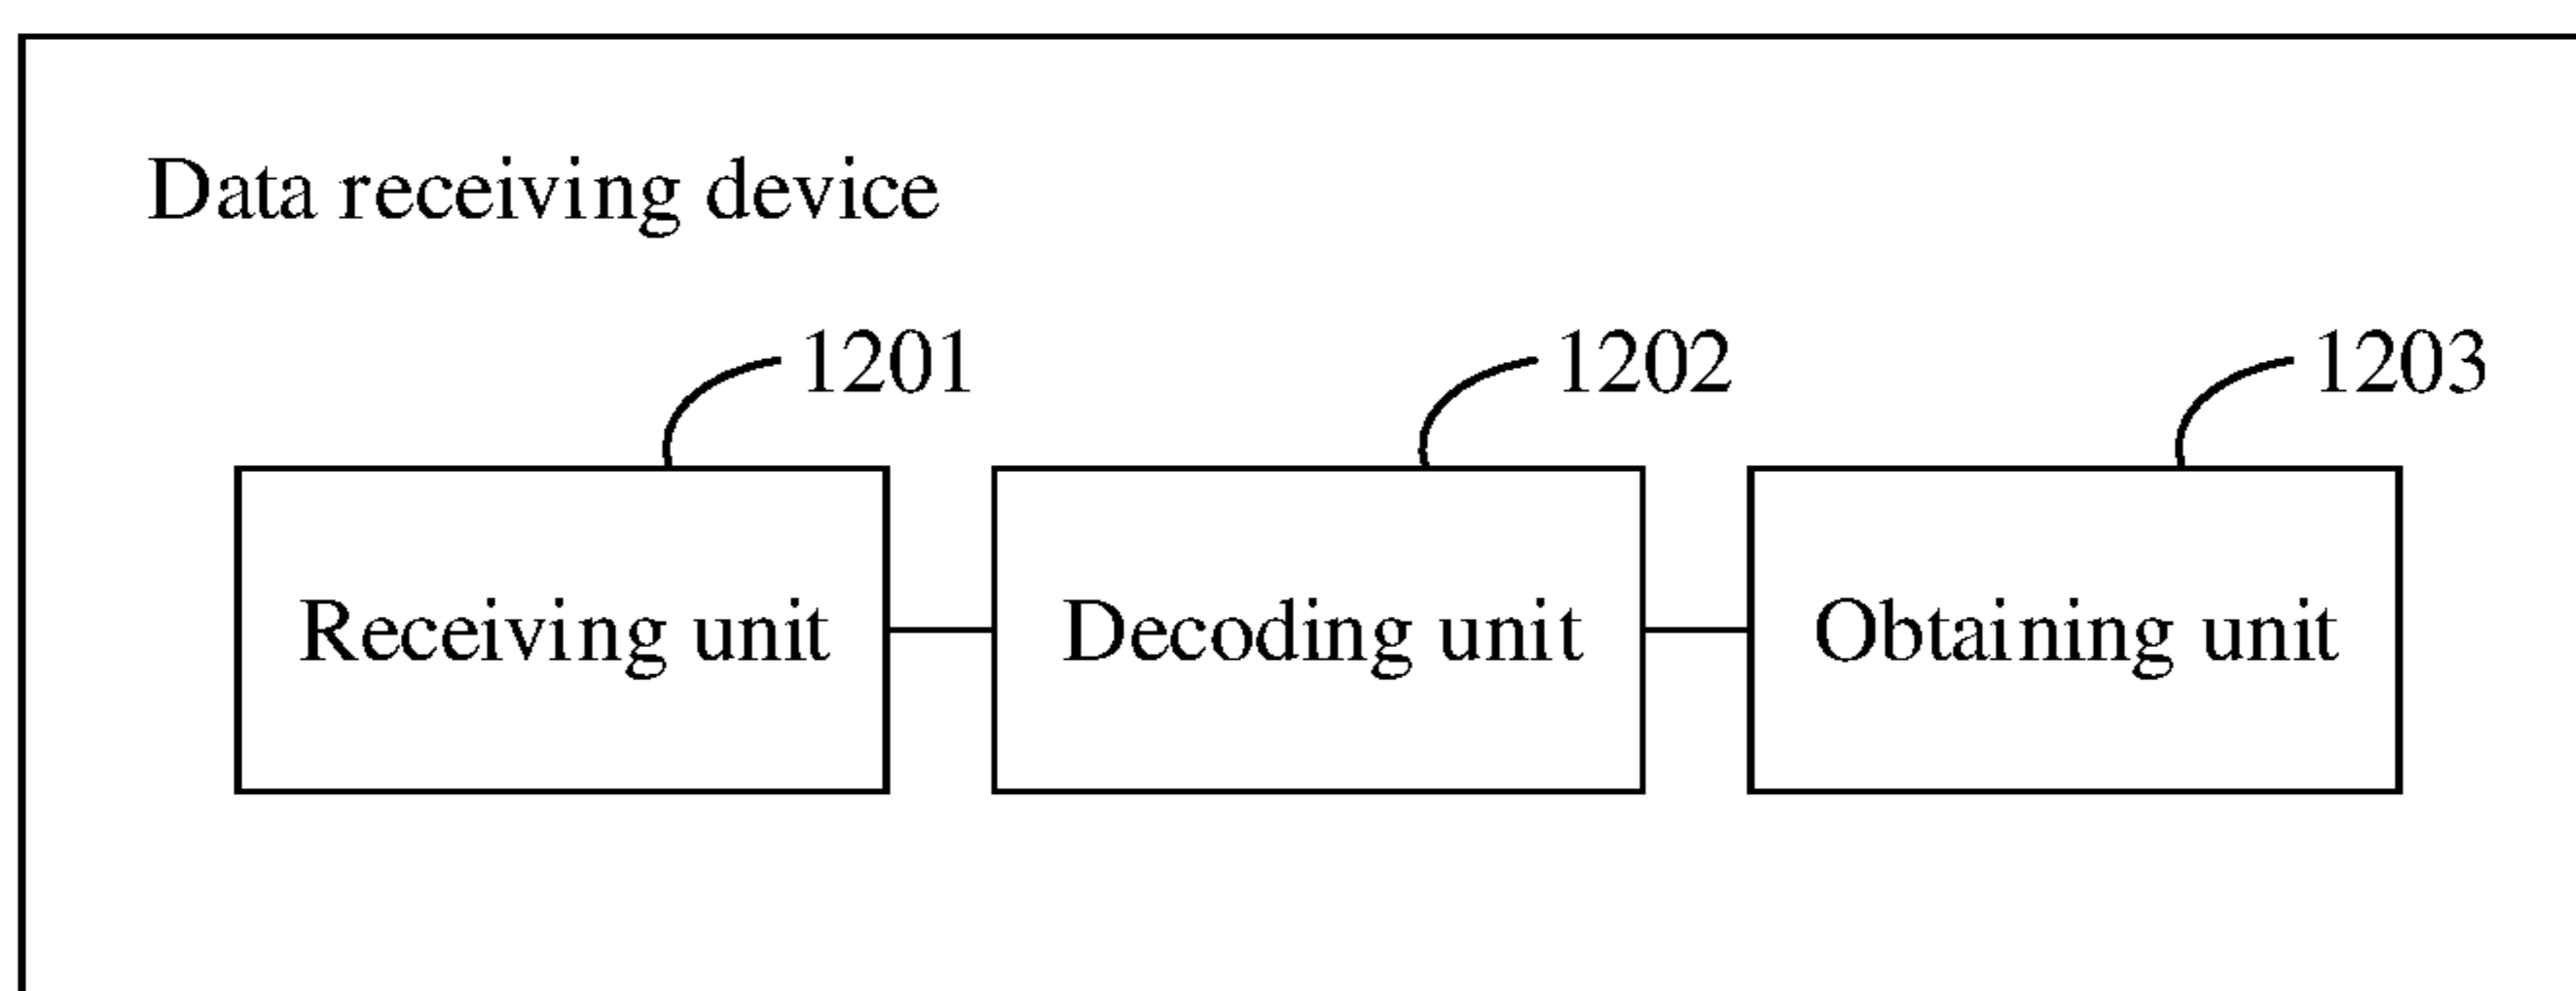 Data receiving device
1201 1202 1203
Receiving unit Decoding unit Obtaining unit